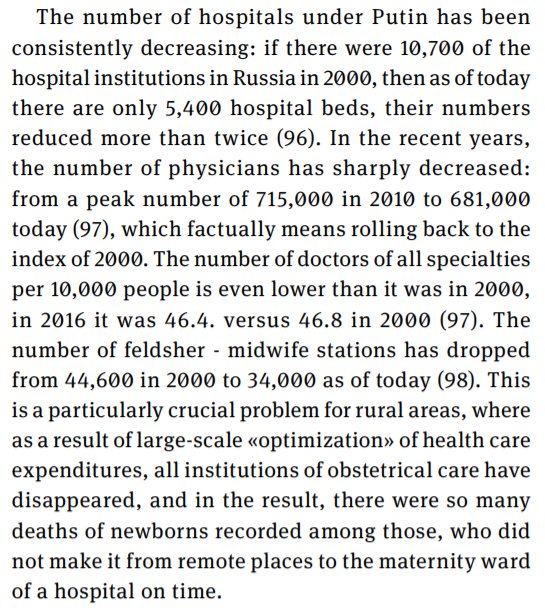 The number of hospitals under Putin has been
consistently decreasing: if there were 10,700 of the
hospital institutions in Russia in 2000, then as of today
there are only 5,400 hospital beds, their numbers
reduced more than twice (96). In the recent years,
the number of physicians has sharply decreased:
from a peak number of 715,000 in 2010 to 681,000
today (97), which factually means rolling back to the
index of 2000. The number of doctors of all specialties
per 10,000 people is even lower than it was in 2000,
in 2016 it was 46.4. versus 46.8 in 2000 (97). The
number of feldsher - midwife stations has dropped
from 44,600 in 2000 to 34,000 as of today (98). This
is a particularly crucial problem for rural areas, where
as a result of large-scale «optimization» of health care
expenditures, all institutions of obstetrical care have
disappeared, and in the result, there were so many
deaths of newborns recorded among those, who did
not make it from remote places to the maternity ward
of a hospital on time.